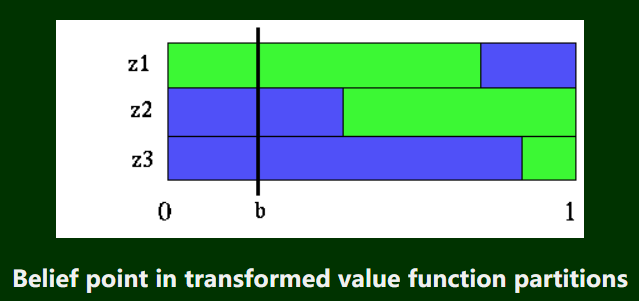 z1
z2
z3
0 b 1
Belief point in transformed value function partitions